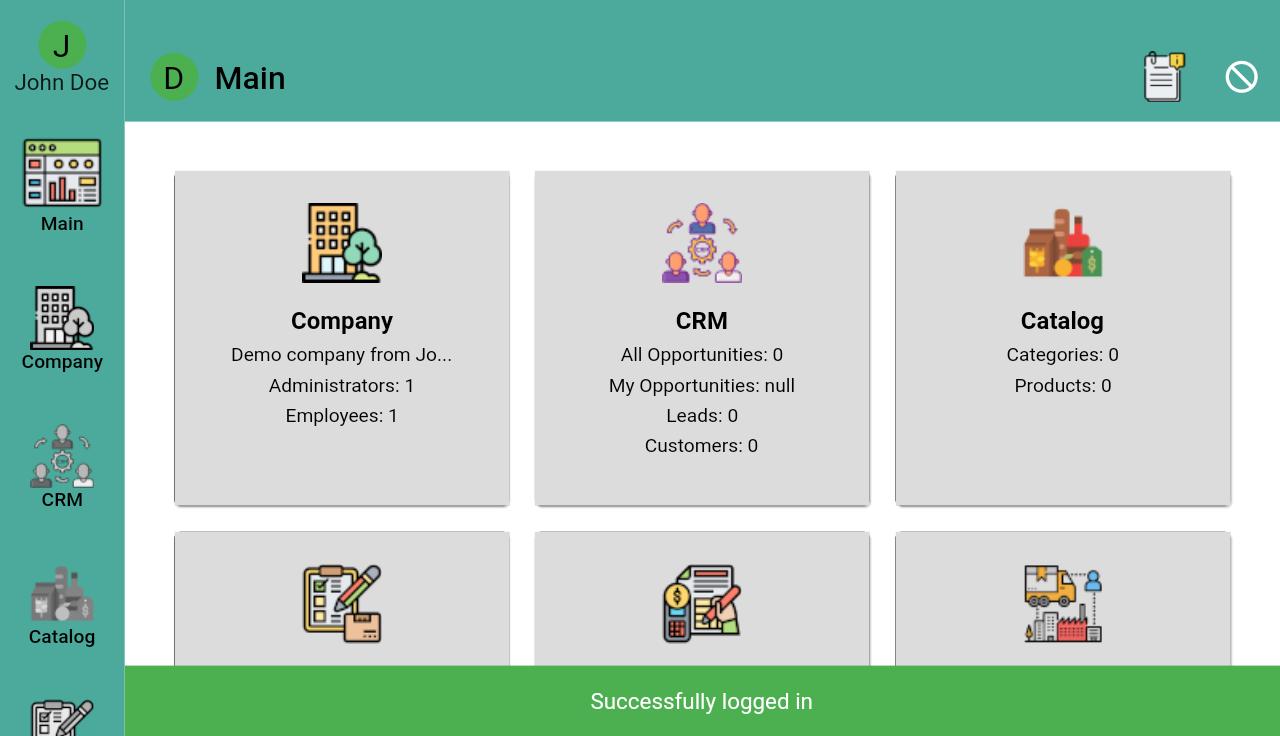 J
John Doe
D
Main
Main
Company
CRM
Catalog
Company
Demo company from Jo...
Administrators: 1
Employees: 1
CRM
All Opportunities: 0
My Opportunities: null
Leads: 0
Customers: 0
Catalog
Categories: 0
Products: 0
Successfully logged in